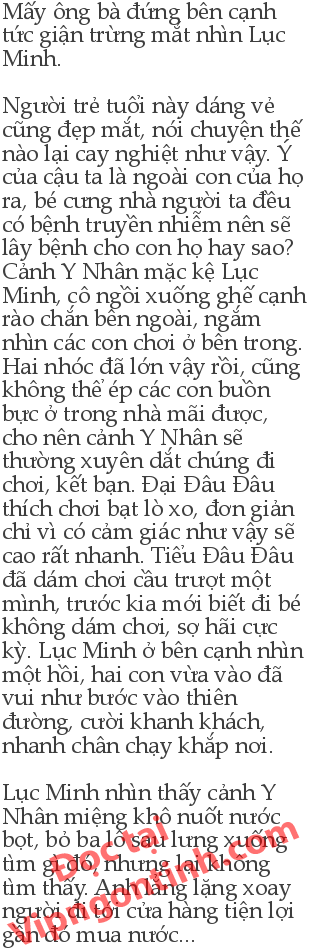 Mấy ông bà đứng bên cạnh
tức giận trừng mắt nhìn Lục
Minh.

Người trẻ tuổi này dáng vẻ
cũng đẹp mắt, nói chuyện thế
nào lại cay nghiệt như vậy. Ý
của cậu ta là ngoài con của họ
ra, bé cưng nhà người ta đều
có bệnh truyền nhiễm nên sẽ
lây bệnh cho con họ hay sao?
Cảnh Y Nhân mặc kệ Lục
Minh, cô ngồi xuống ghế cạnh
rào chắn bên ngoài, ngắm
nhìn các con chơi ở bên trong.
Hai nhóc đã lớn vậy rồi, cũng
không thể ép các con buồn
bực ở trong nhà mãi được,
cho nên cảnh Y Nhân sẽ
thường xuyên dắt chúng đi
chơi, kết bạn. Đại Đâu Đâu
thích chơi bạt lò xo, đơn giản
chỉ vì có cảm giác như vậy sẽ
cao rất nhanh. Tiểu Đâu Đâu
đã dám chơi cầu trượt một
mình, trước kia mới biết đi bé
không dám chơi, sợ hãi cực
kỳ. Lục Minh ở bên cạnh nhìn
một hồi, hai con vừa vào đã
vui như bước vào thiên
đường, cười khanh khách,
nhanh chân chạy khắp nơi.

Lục Minh nhìn thấy cảnh Y
Nhân miệng khô nuốt nước
bọt, bỏ ba lô sau lưng xuống
tìm gì đó, nhưng lại không
tìm thấy. Anh lẳng lặng xoay
người đi tới cửa hàng tiện lợi
gần đó mua nước...
Đọc tại
Vipngontinh.com